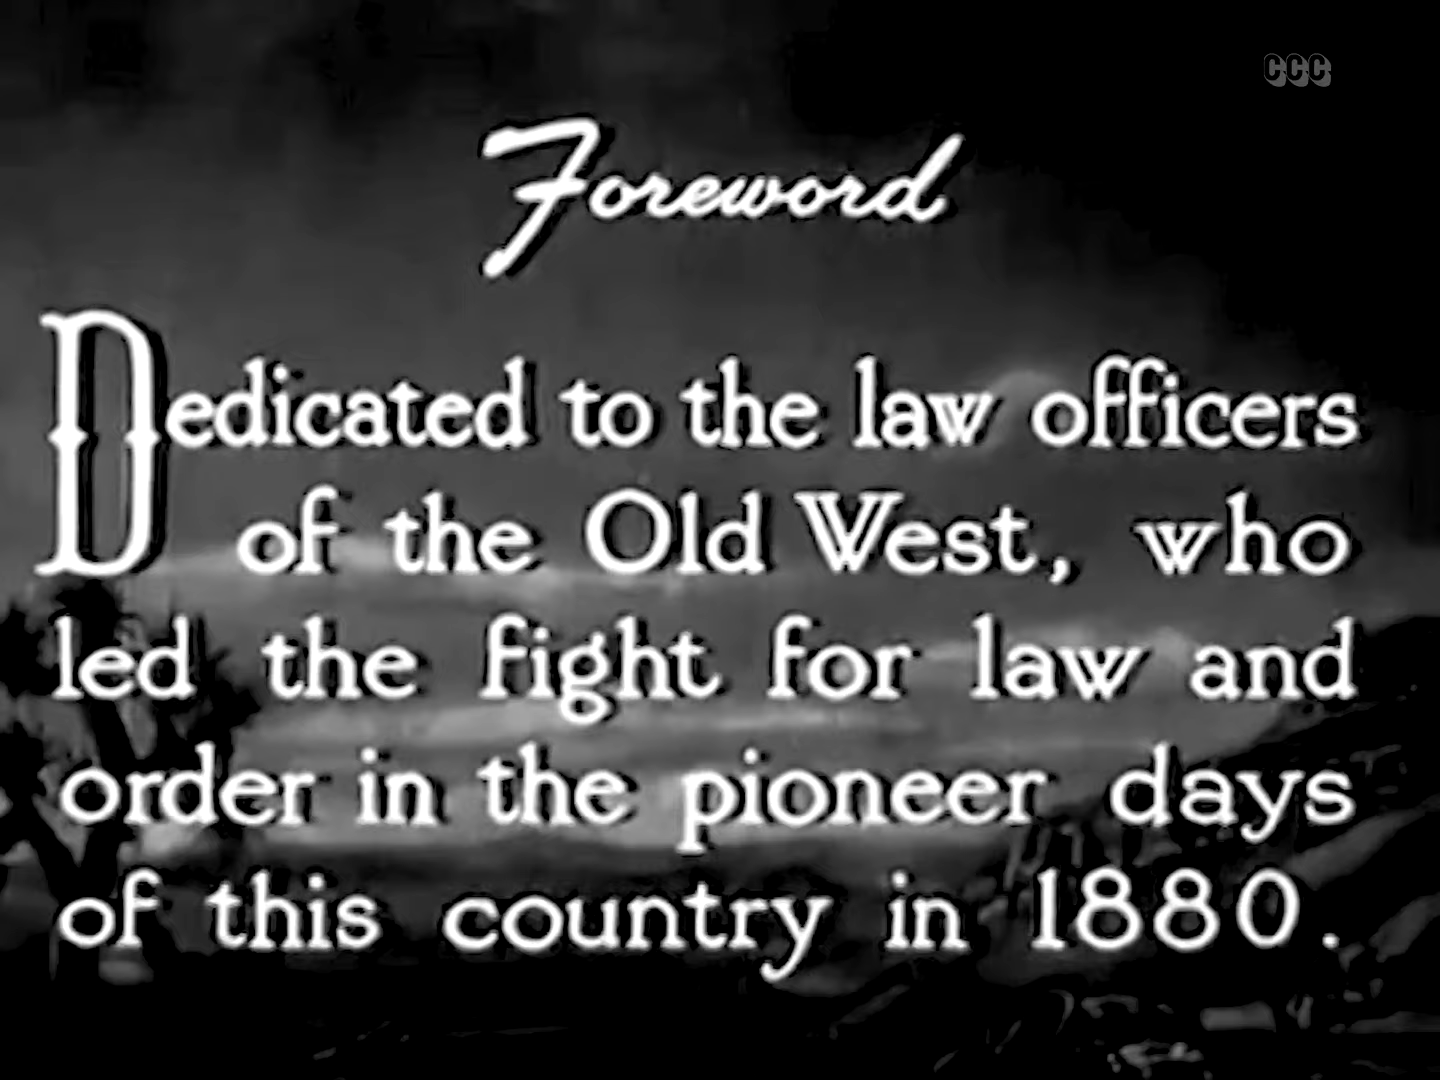 CCC
Foreword
Dedicated to the law officers
of the Old West, who
led the fight for law and
order in the pioneer days
of this country in 1880.